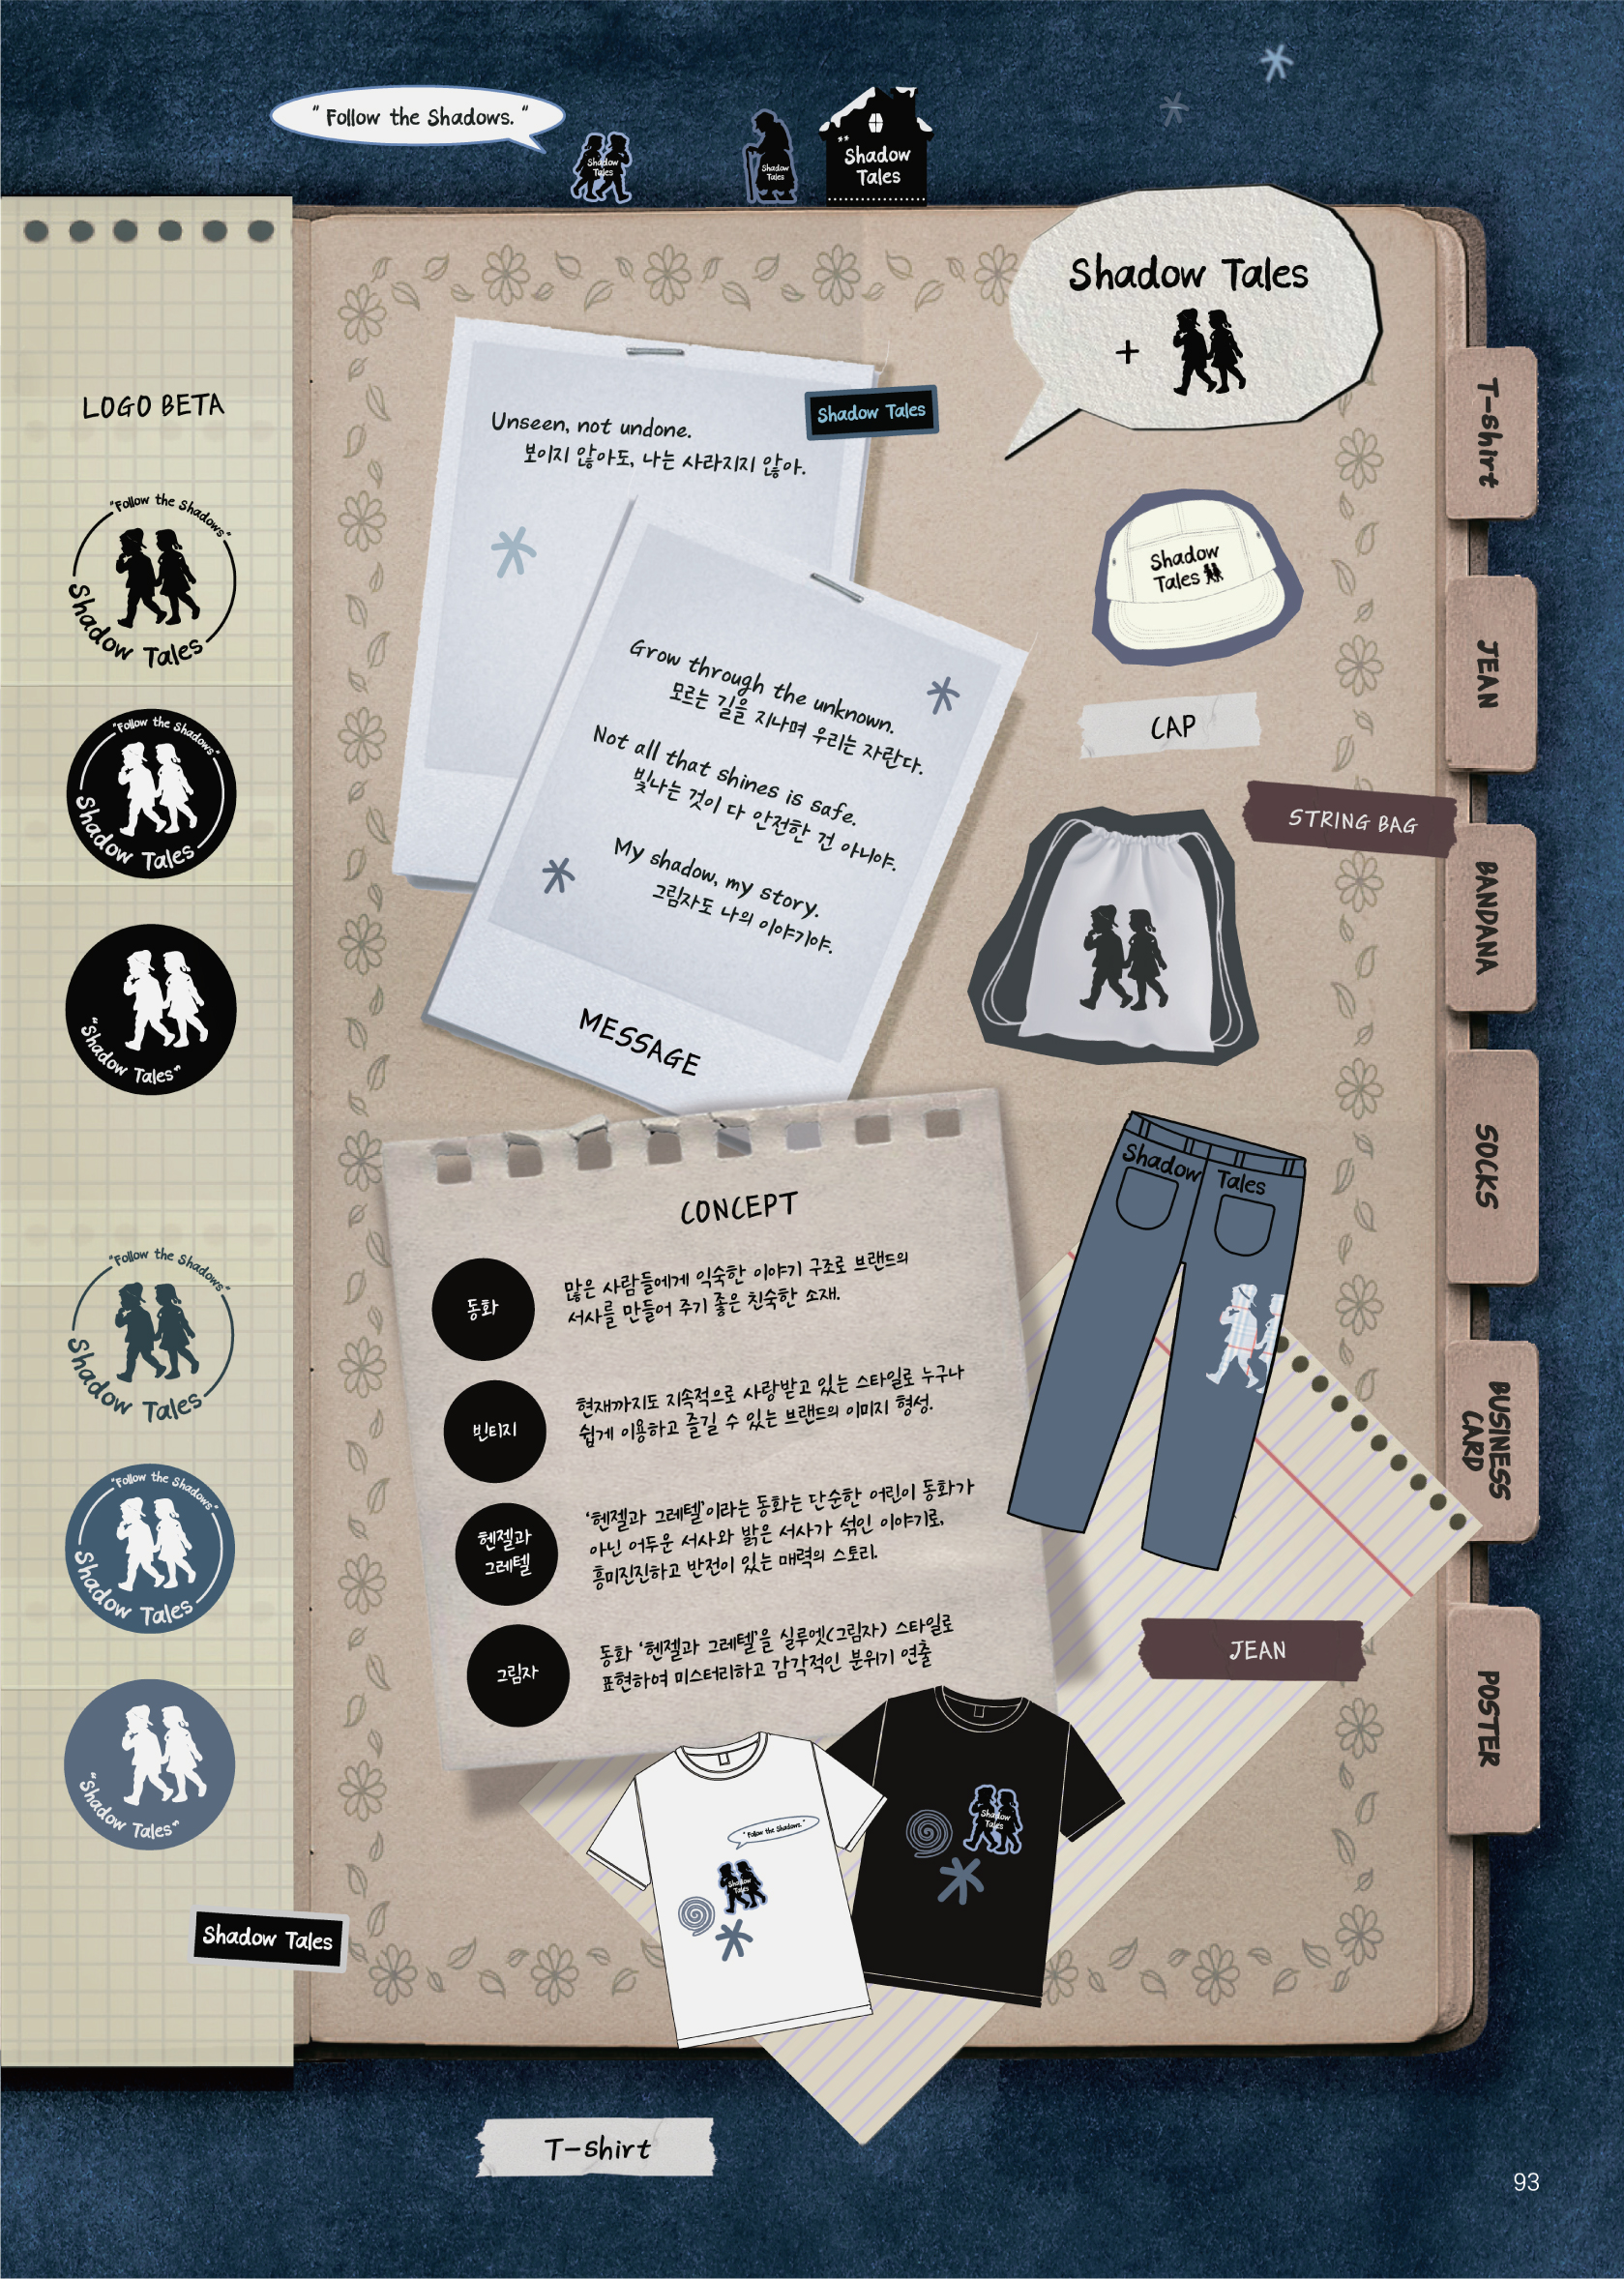 " Follow the Shadows. "
Shadow
Tales
Shadow
Tales
Shadow
Tales
Shadow Tales
+
LOGO BETA
"Follow the Shadows"
Shadow Tales
"Follow the Shadows"
Shadow Tales
"Shadow Tales"
"Follow the Shadows"
Shadow Tales
"Follow the Shadows"
Shadow Tales
"Shadow Tales"
Shadow Tales
Unseen, not undone.
보이지 않아도, 나는 사라지지 않아.
Shadow Tales
Grow through the unknown.
모르는 길을 지나며 우리는 자란다.
Not all that shines is safe.
빛나는 것이 다 안전한 건 아니야.
My shadow, my story.
그림자도 나의 이야기야.
MESSAGE
Shadow
Tales
CAP
STRING BAG
CONCEPT
동화
많은 사람들에게 익숙한 이야기 구조로 브랜드의
서사를 만들어 주기 좋은 친숙한 소재.
빈티지
현재까지도 지속적으로 사랑받고 있는 스타일로 누구나
쉽게 이용하고 즐길 수 있는 브랜드의 이미지 형성.
헨젤과
그레텔
'헨젤과 그레텔'이라는 동화는 단순한 어린이 동화가
아닌 어두운 서사와 밝은 서사가 섞인 이야기로,
흥미진진하고 반전이 있는 매력의 스토리.
그림자
동화 '헨젤과 그레텔'을 실루엣(그림자) 스타일로
표현하여 미스터리하고 감각적인 분위기 연출
Shadow Tales
JEAN
" Follow the Shadows. "
Shadow
Tales
Shadow
Tales
T-shirt
T-shirt
JEAN
BANDANA
SOCKS
BUSINESS
CARD
POSTER
93